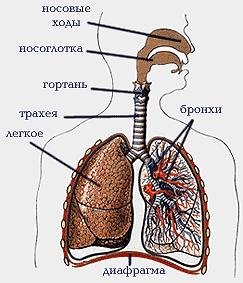 носовые
ходы
носоглотка
гортань
трахея
бронхи
легкое
диафрагма